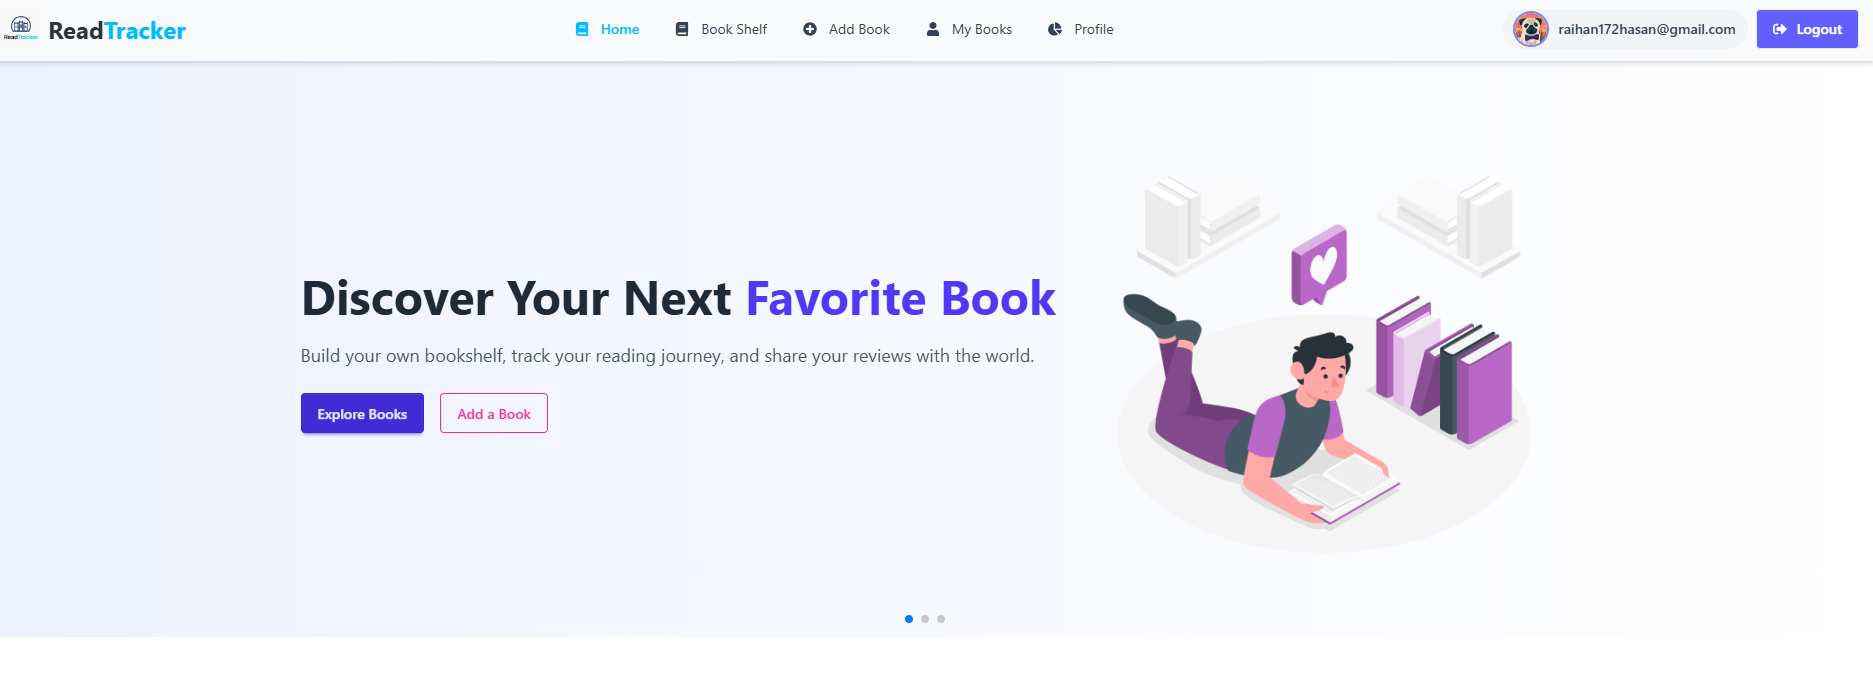 ReadTracker
ReadTracker
Home
Book Shelf
Add Book
My Books
Profile
raihan172hasan@gmail.com
Logout
Discover Your Next Favorite Book
Build your own bookshelf, track your reading journey, and share your reviews with the world.
Explore Books
Add a Book